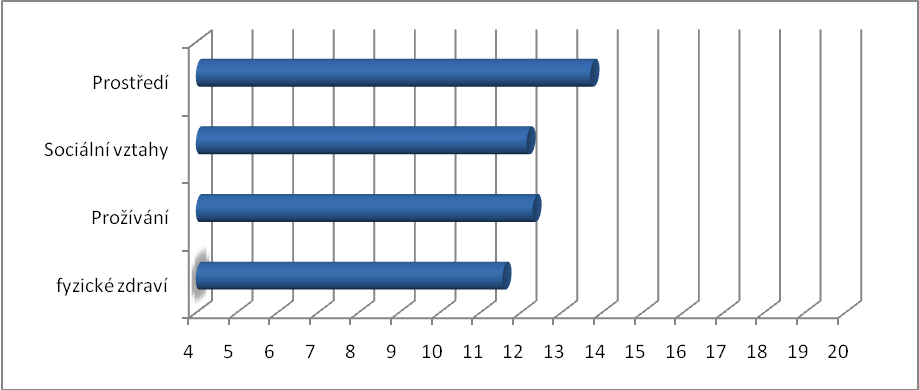 Prostředí
Sociální vztahy
Prožívání
fyzické zdraví
4 5 6 7 8 9 10 11 12 13 14 15 16 17 18 19 20